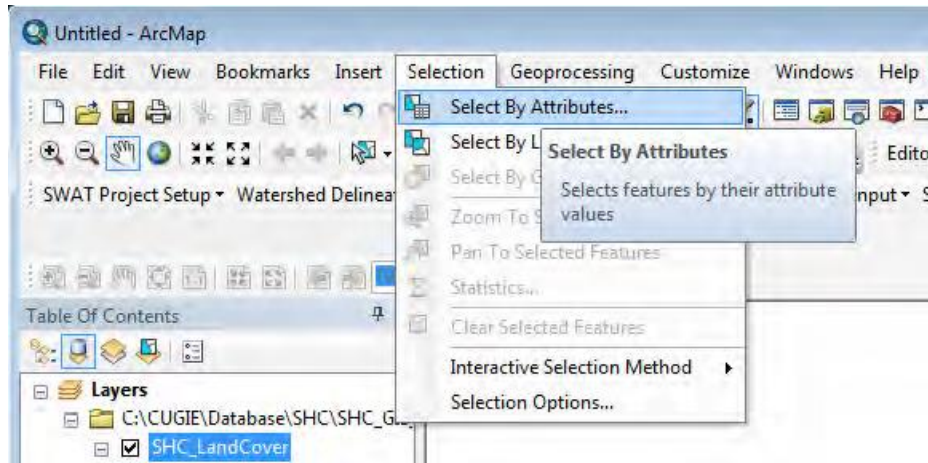 Untitled - ArcMap
File Edit View Bookmarks Insert Selection Geoprocessing Customize Windows Help
Select By Attributes...
Select By L
Select By Attributes
Edito
Select By G
Selects features by their attribute
values
SWAT Project Setup Watershed Delinea
nput
Zoom To S
Pan To Selected Features
Statistics...
Table Of Contents
Clear Selected Features
Interactive Selection Method
Layers
Selection Options...
C:\CUGIE\Database\SHC\SHC_G
SHC_LandCover